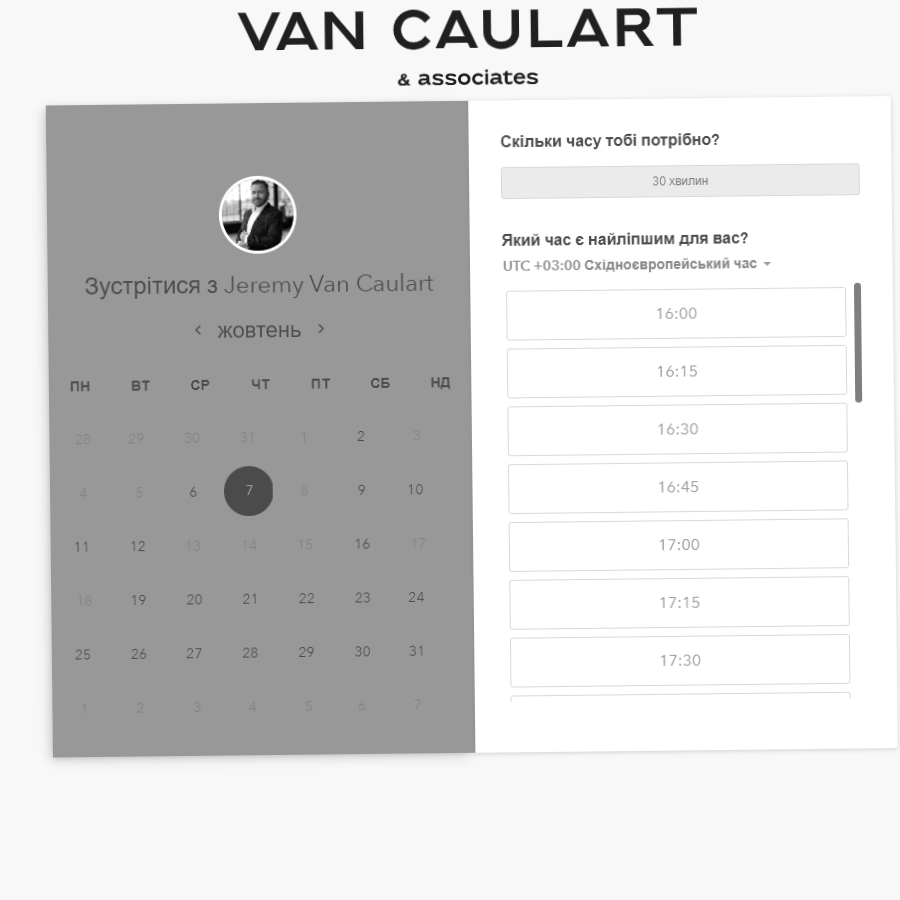 VAN CAULART
& associates
Зустрітися з Jeremy Van Caulart
‹ жовтень ›
ПН ВТ СР ЧТ ПТ СБ НД
28 29 30 31 1 2 3
4 5 6 7 8 9 10
11 12 13 14 15 16 17
18 19 20 21 22 23 24
25 26 27 28 29 30 31
1 2 3 4 5 6 7
Скільки часу тобі потрібно?
30 хвилин
Який час є найліпшим для вас?
UTC +03:00 Східноєвропейський час
16:00
16:15
16:30
16:45
17:00
17:15
17:30